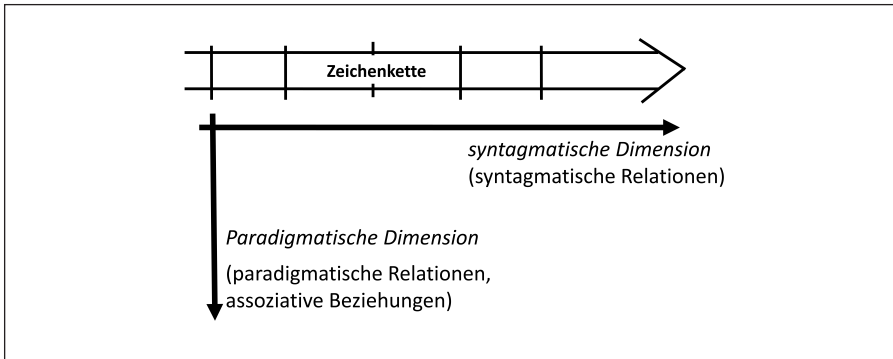 Zeichenkette
syntagmatische Dimension
(syntagmatische Relationen)
Paradigmatische Dimension
(paradigmatische Relationen,
assoziative Beziehungen)